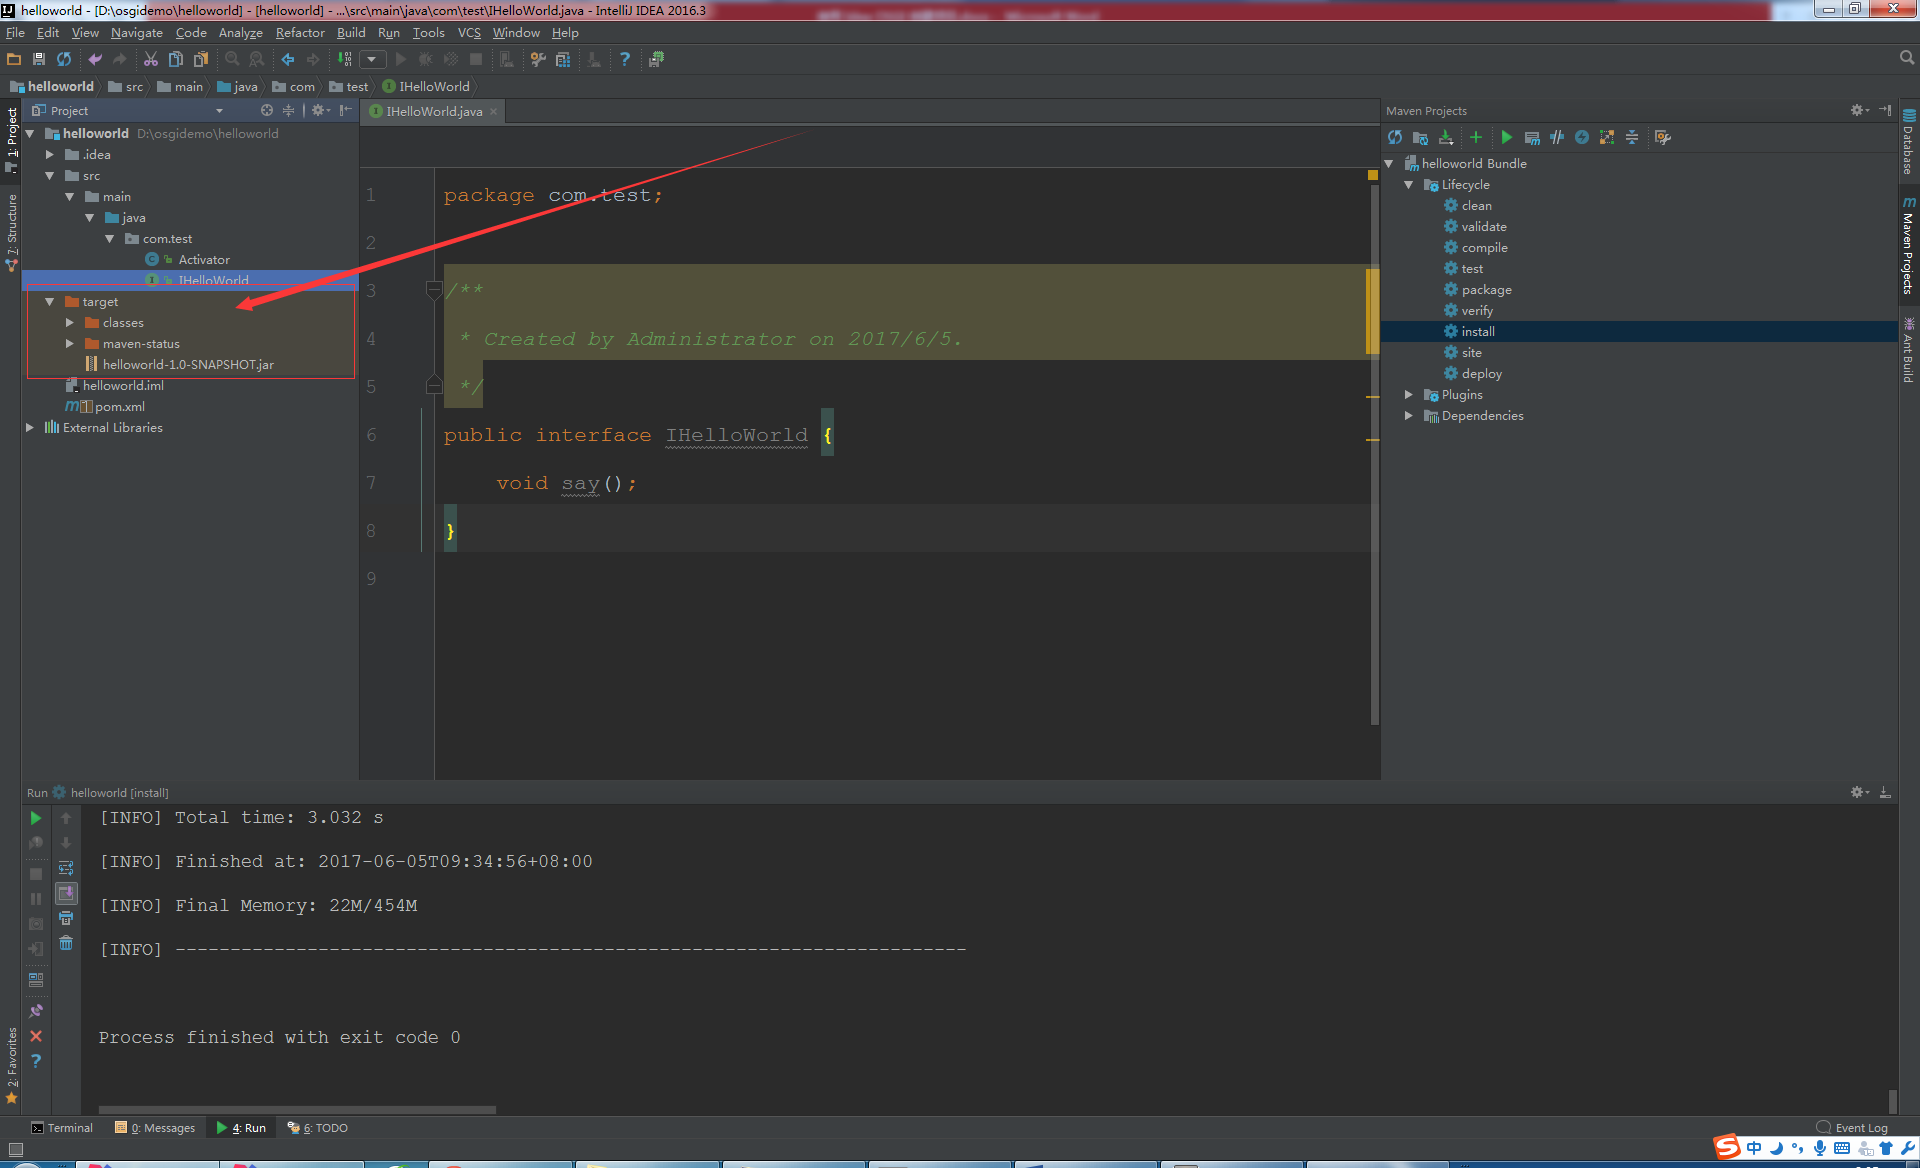 helloworld - [D:\osgidemo\helloworld] - [helloworld] - ...\src\main\java\com\test\IHelloWorld.java - IntelliJ IDEA 2016.3
File Edit View Navigate Code Analyze Refactor Build Run Tools VCS Window Help
helloworld src main java com test IHelloWorld
Project
IHelloWorld.java
Maven Projects
1: Project
7: Structure
2: Favorites
helloworld D:\osgidemo\helloworld
.idea
src
main
java
com.test
Activator
IHelloWorld
target
classes
maven-status
helloworld-1.0-SNAPSHOT.jar
helloworld.iml
pom.xml
External Libraries
1 package com.test;
2
3 /**
4 * Created by Administrator on 2017/6/5.
5 */
6 public interface IHelloWorld {
7 void say();
8 }
9
helloworld Bundle
Lifecycle
clean
validate
compile
test
package
verify
install
site
deploy
Plugins
Dependencies
Database
Maven Projects
Ant Build
Run helloworld [install]
[INFO] Total time: 3.032 s
[INFO] Finished at: 2017-06-05T09:34:56+08:00
[INFO] Final Memory: 22M/454M
[INFO] ------------------------------------------------------------------------
Process finished with exit code 0
Terminal 0: Messages 4: Run 6: TODO
Event Log
中